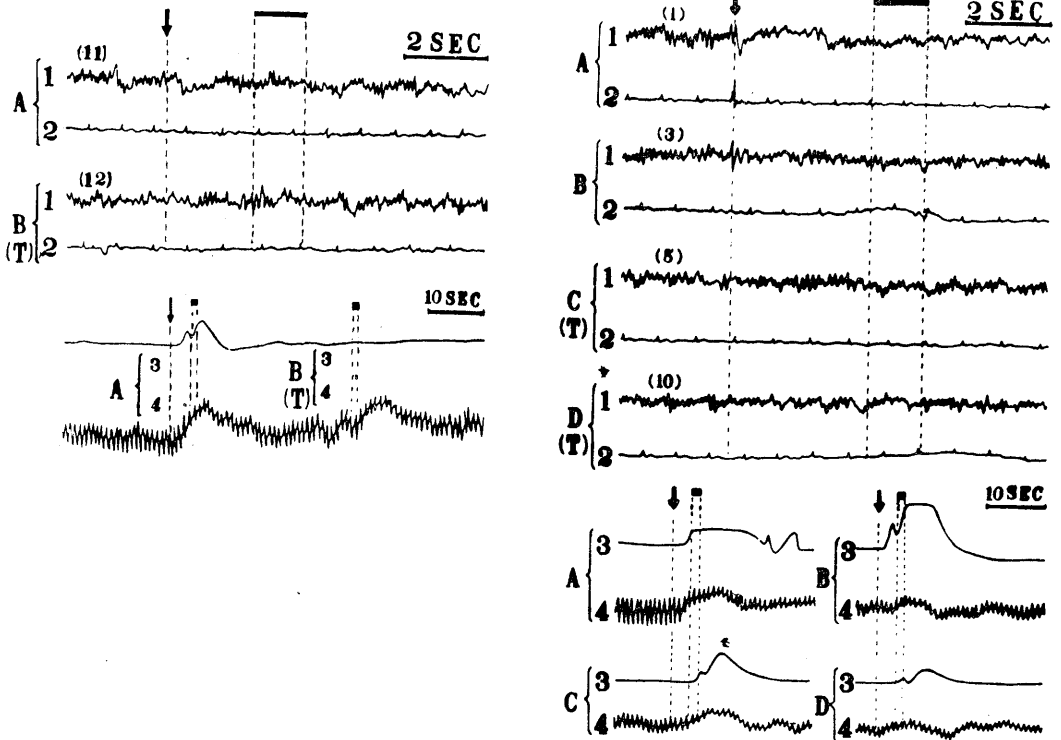 2 SEC
(11)
A 1
2
(12)
B 1
(T) 2
10 SEC
3
A
4
3
B
(T) 4
2 SEC
(1)
A 1
2
(3)
B 1
2
(5)
C 1
(T) 2
(10)
D 1
(T) 2
10 SEC
A 3
4
B 3
4
C 3
4
D 3
4